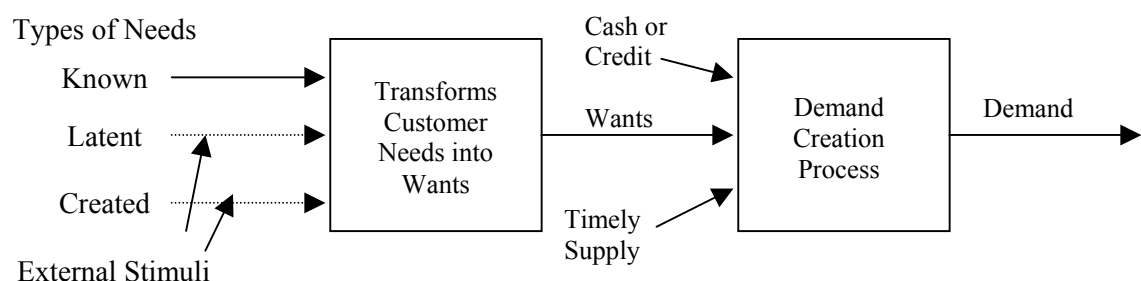 Types of Needs
Known
Latent
Created
External Stimuli
Transforms
Customer
Needs into
Wants
Cash or
Credit
Wants
Timely
Supply
Demand
Creation
Process
Demand